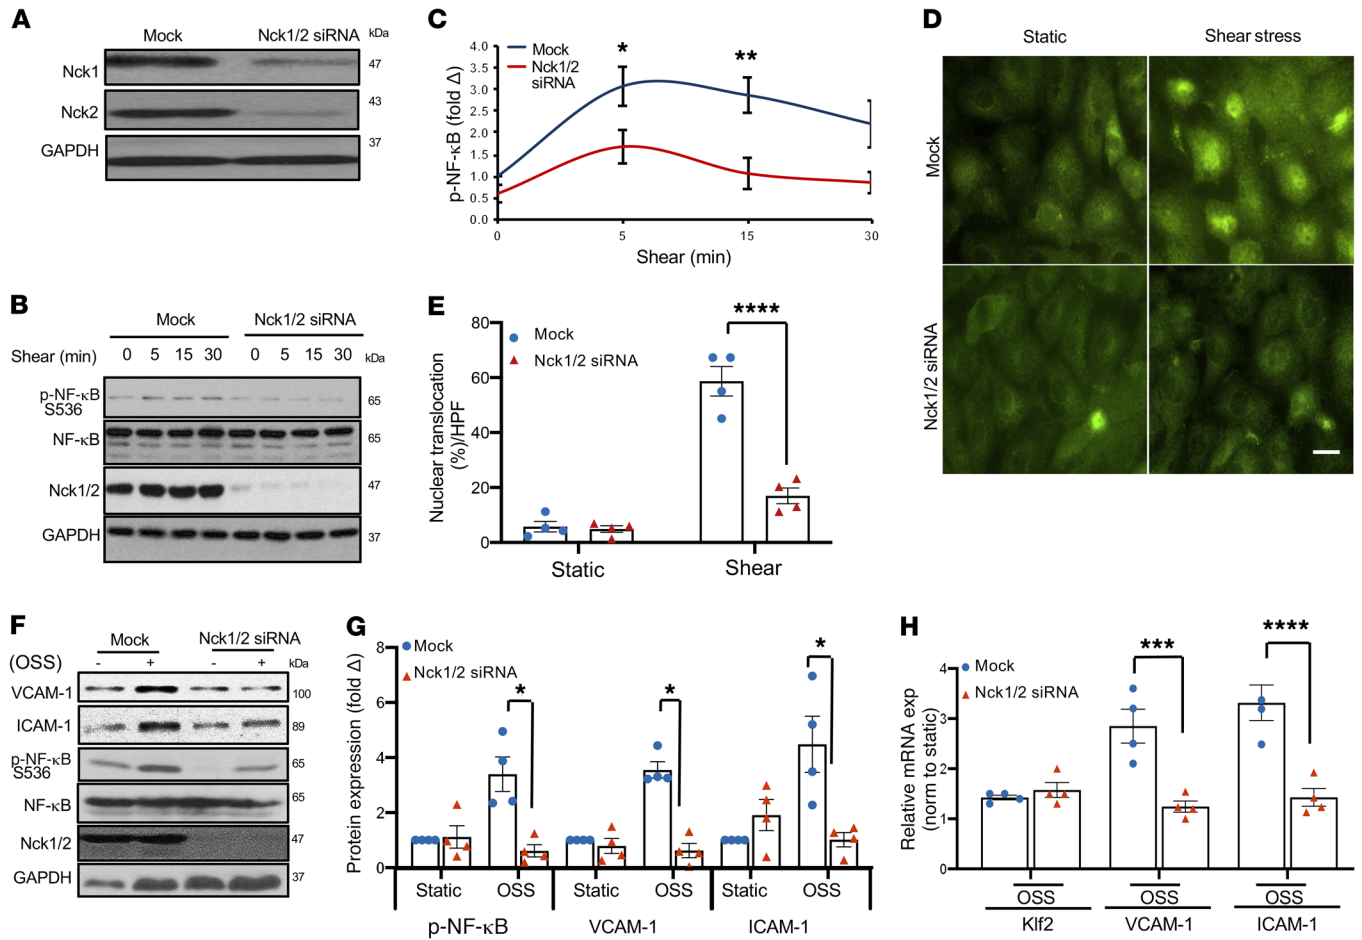 A
Mock
Nck1/2 siRNA
kDa
Nck1
47
Nck2
43
GAPDH
37
B
Mock
Nck1/2 siRNA
Shear (min)
0 5 15 30 0 5 15 30
kDa
p-NF-κB
S536
65
NF-κB
65
Nck1/2
47
GAPDH
37
C
p-NF-κB (fold Δ)
4.0
3.5
3.0
2.5
2.0
1.5
1.0
0.5
0.0
Mock
Nck1/2
siRNA
*
**
0 5 15 30
Shear (min)
D
Static
Shear stress
Mock
Nck1/2 siRNA
E
Nuclear translocation
(%)/HPF
80
60
40
20
0
Mock
Nck1/2 siRNA
****
Static
Shear
F
Mock
Nck1/2 siRNA
(OSS)
- + - +
kDa
VCAM-1
100
ICAM-1
89
p-NF-κB
S536
65
NF-κB
65
Nck1/2
47
GAPDH
37
G
Protein expression (fold Δ)
8
6
4
2
0
Mock
Nck1/2 siRNA
*
*
*
Static OSS Static OSS Static OSS
p-NF-κB VCAM-1 ICAM-1
H
Relative mRNA exp
(norm to static)
4
3
2
1
0
Mock
Nck1/2 siRNA
***
****
OSS OSS OSS
Klf2 VCAM-1 ICAM-1